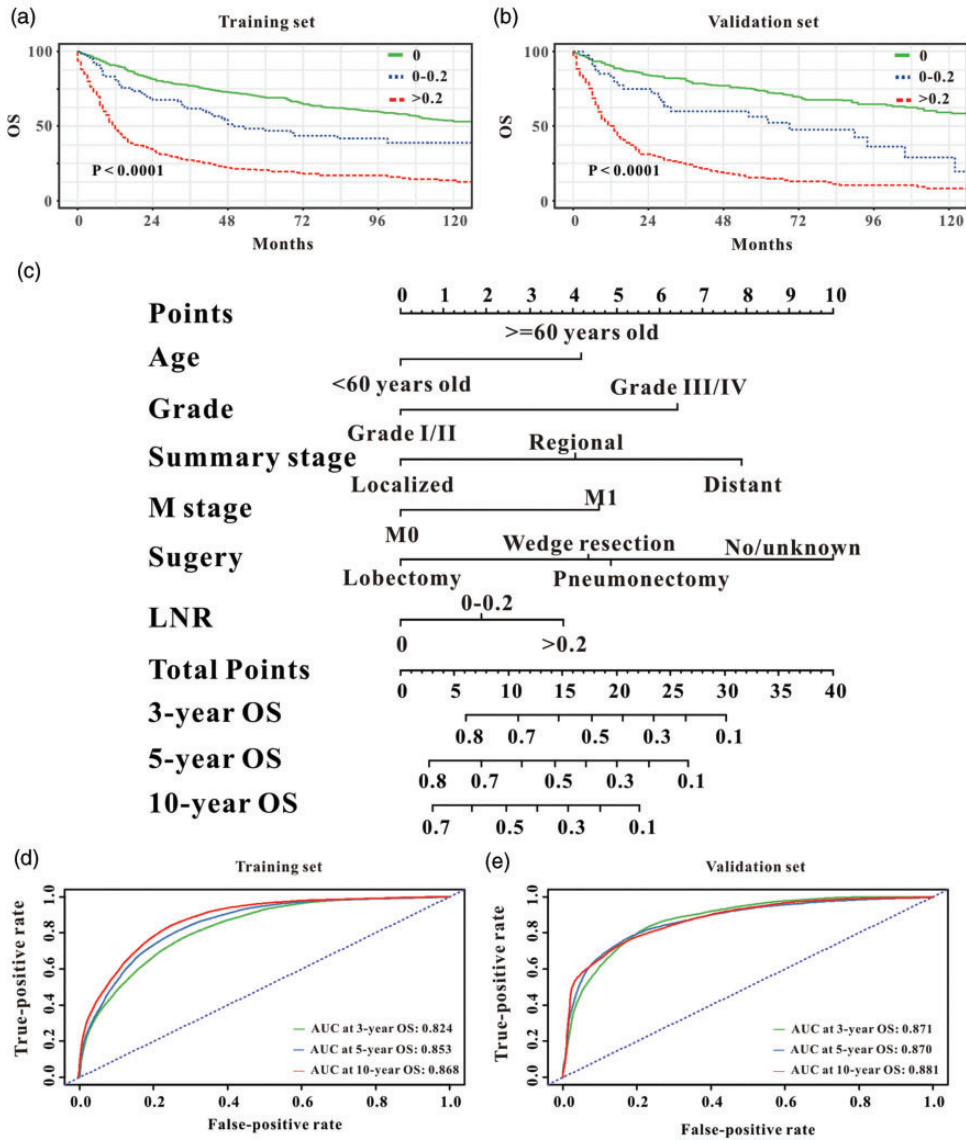 (a)
Training set
100
50
0
OS
0
0–0.2
>0.2
P < 0.0001
0 24 48 72 96 120
Months
(b)
Validation set
100
50
0
OS
0
0–0.2
>0.2
P < 0.0001
0 24 48 72 96 120
Months
(c)
Points
0 1 2 3 4 5 6 7 8 9 10
>=60 years old
Age
<60 years old
Grade III/IV
Grade
Grade I/II
Regional
Summary stage
Localized Distant
M1
M stage
M0
Wedge resection No/unknown
Sugery
Lobectomy Pneumonectomy
0-0.2
LNR
0 >0.2
Total Points
0 5 10 15 20 25 30 35 40
3-year OS
0.8 0.7 0.5 0.3 0.1
5-year OS
0.8 0.7 0.5 0.3 0.1
10-year OS
0.7 0.5 0.3 0.1
(d)
Training set
1.0
0.8
0.6
0.4
0.2
0.0
True-positive rate
AUC at 3-year OS: 0.824
AUC at 5-year OS: 0.853
AUC at 10-year OS: 0.868
0.0 0.2 0.4 0.6 0.8 1.0
False-positive rate
(e)
Validation set
1.0
0.8
0.6
0.4
0.2
0.0
True-positive rate
AUC at 3-year OS: 0.871
AUC at 5-year OS: 0.870
AUC at 10-year OS: 0.881
0.0 0.2 0.4 0.6 0.8 1.0
False-positive rate